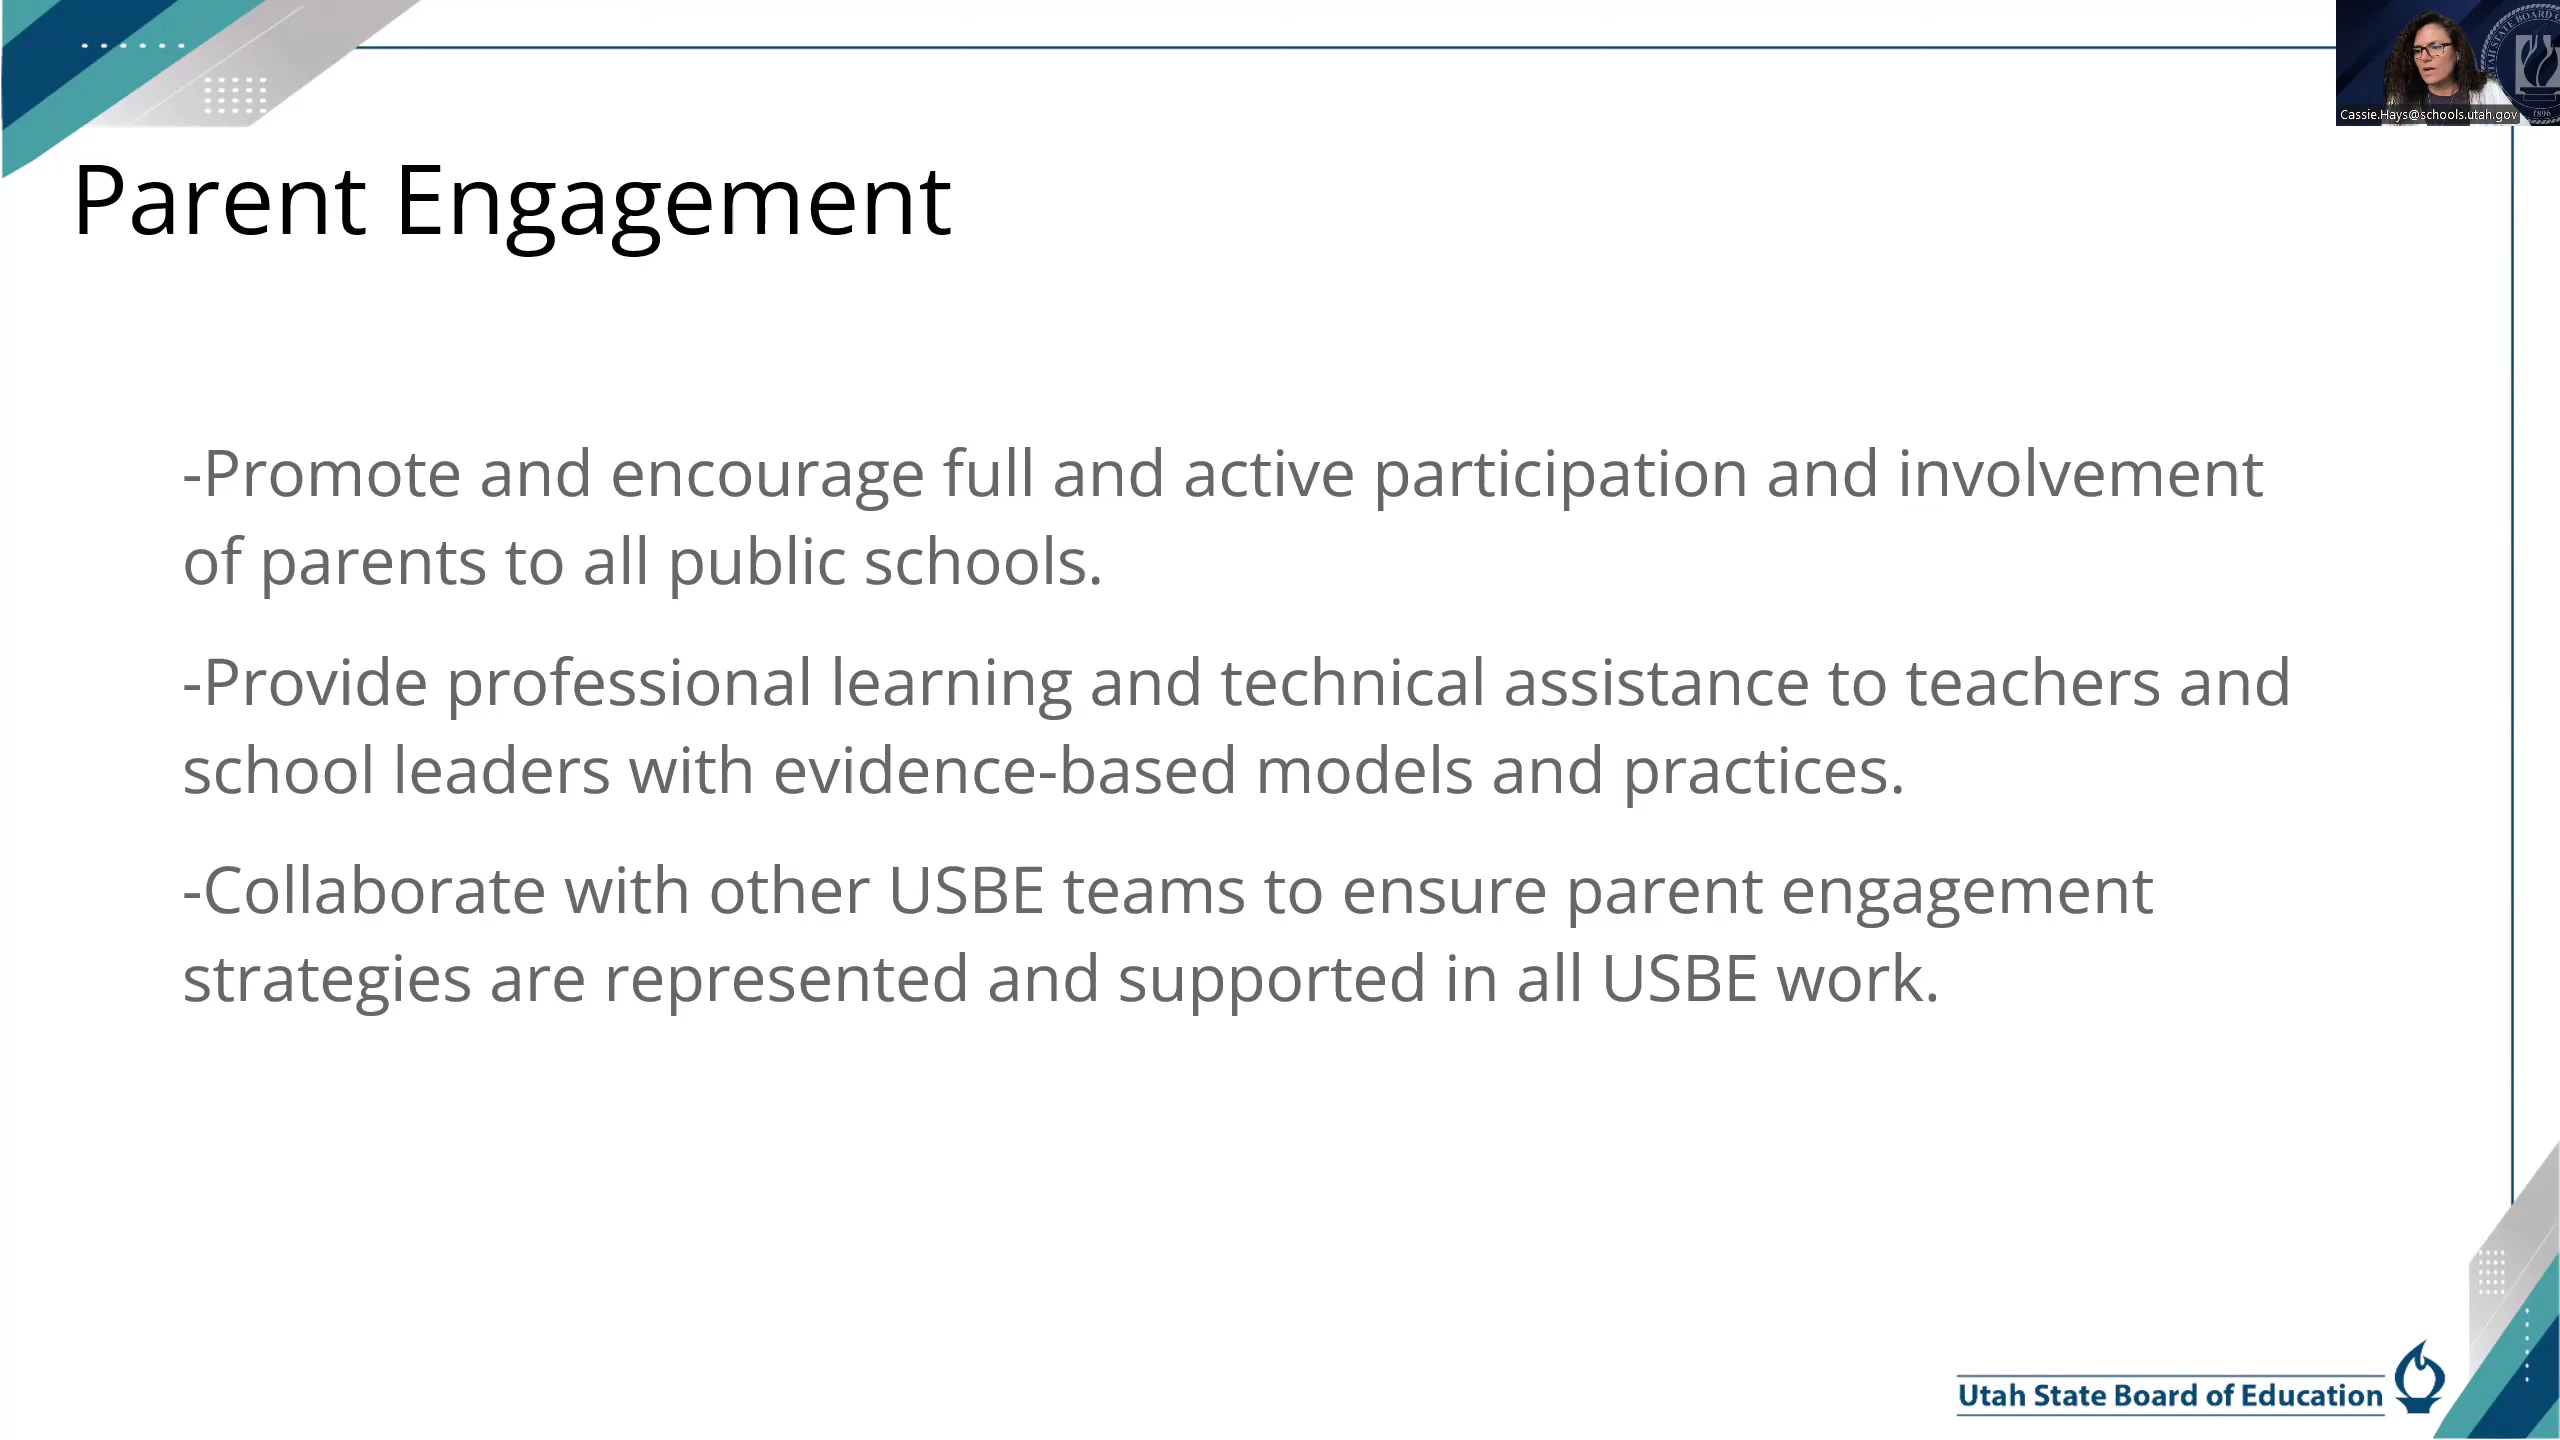 Cassie.Hays@schools.utah.gov
1896
Parent Engagement
-Promote and encourage full and active participation and involvement
of parents to all public schools.
-Provide professional learning and technical assistance to teachers and
school leaders with evidence-based models and practices.
-Collaborate with other USBE teams to ensure parent engagement
strategies are represented and supported in all USBE work.
Utah State Board of Education